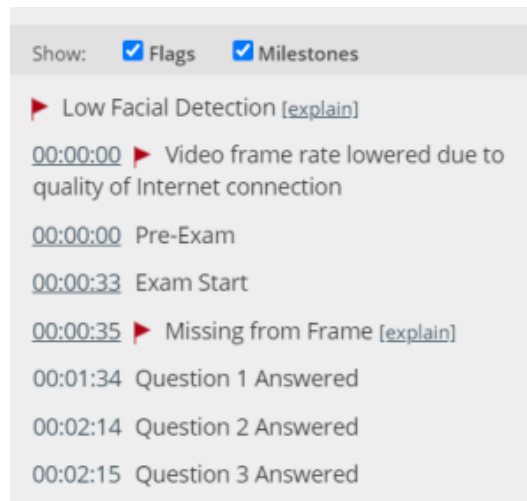 Show: Flags Milestones
Low Facial Detection [explain]
00:00:00 Video frame rate lowered due to
quality of Internet connection
00:00:00 Pre-Exam
00:00:33 Exam Start
00:00:35 Missing from Frame [explain]
00:01:34 Question 1 Answered
00:02:14 Question 2 Answered
00:02:15 Question 3 Answered